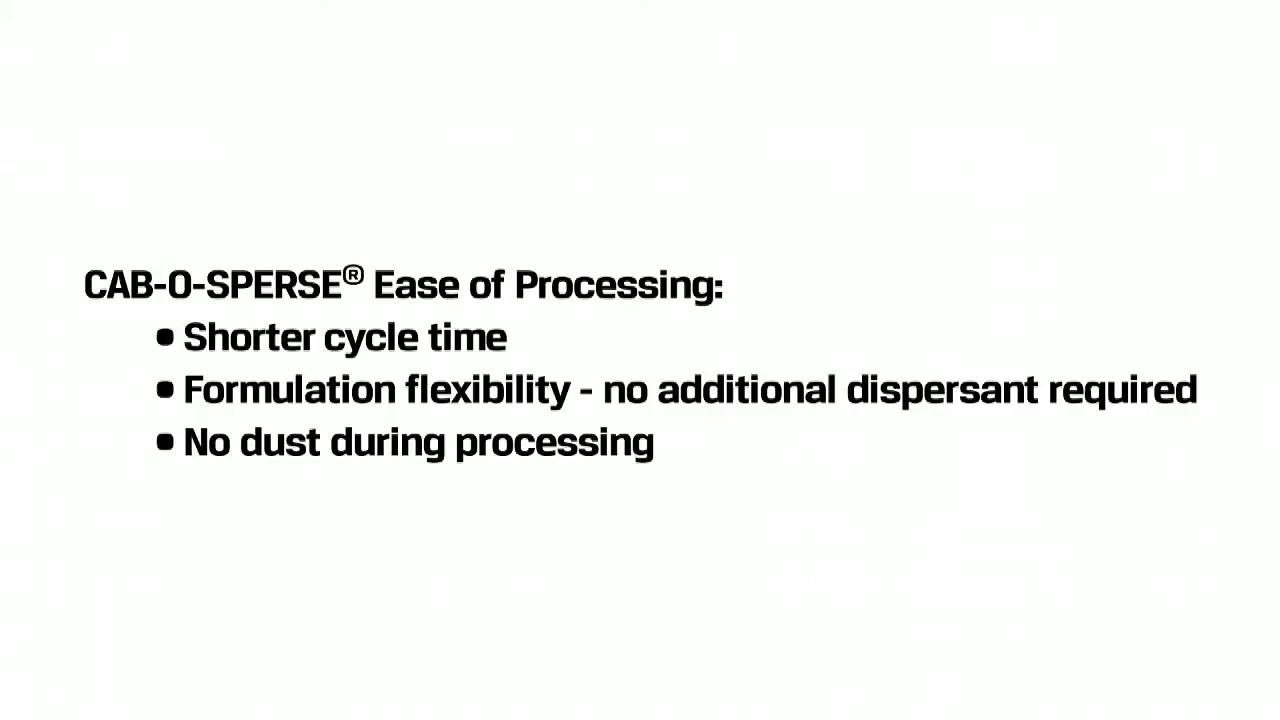 CAB-O-SPERSE® Ease of Processing:
• Shorter cycle time
• Formulation flexibility - no additional dispersant required
• No dust during processing